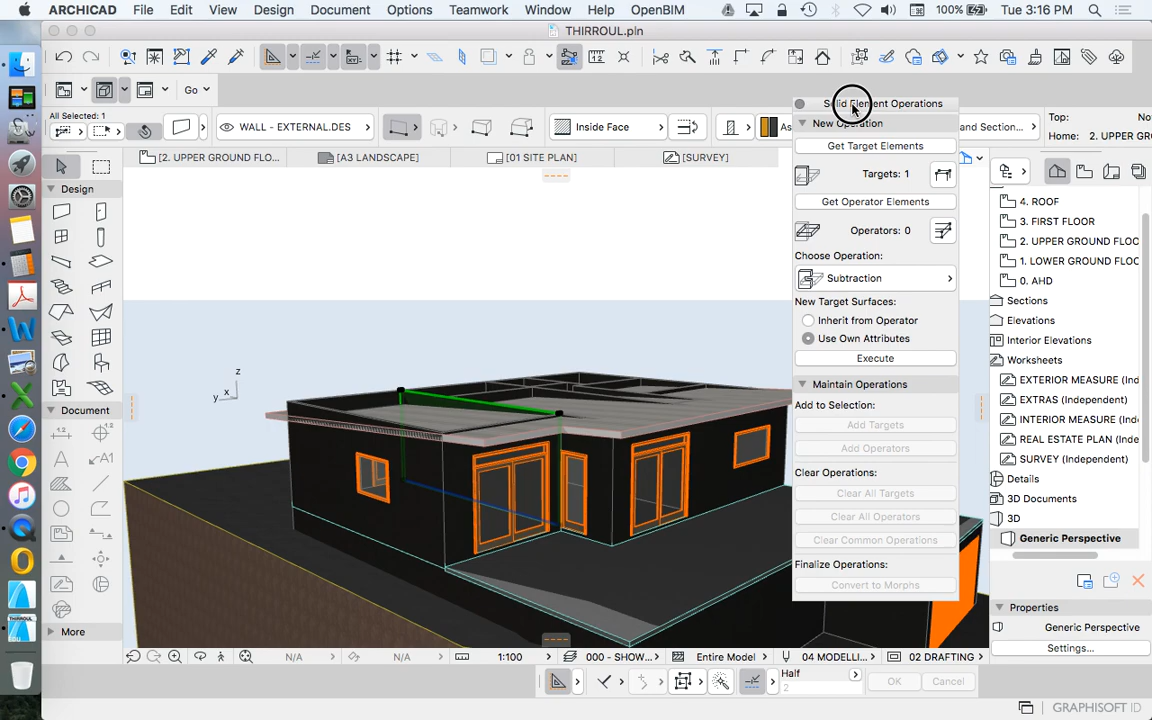 ARCHICAD File Edit View Design Document Options Teamwork Window Help OpenBIM 100% Tue 3:16 PM
THIRROUL.pln
Go
All Selected: 1
WALL - EXTERNAL.DES
Inside Face
and Section...
Top:
Home: 2. UPPER GR
[2. UPPER GROUND FLO...
[A3 LANDSCAPE]
[01 SITE PLAN]
[SURVEY]
Design
Document
More
Solid Element Operations
New Operation
Get Target Elements
Targets: 1
Get Operator Elements
Operators: 0
Choose Operation:
Subtraction
New Target Surfaces:
Inherit from Operator
Use Own Attributes
Execute
Maintain Operations
Add to Selection:
Add Targets
Add Operators
Clear Operations:
Clear All Targets
Clear All Operators
Clear Common Operations
Finalize Operations:
Convert to Morphs
z
x
y
4. ROOF
3. FIRST FLOOR
2. UPPER GROUND FLOO
1. LOWER GROUND FLOO
0. AHD
Sections
Elevations
Interior Elevations
Worksheets
EXTERIOR MEASURE (Ind
EXTRAS (Independent)
INTERIOR MEASURE (Ind
REAL ESTATE PLAN (Ind
SURVEY (Independent)
Details
3D Documents
3D
Generic Perspective
Properties
Generic Perspective
Settings...
N/A
N/A
1:100
000 - SHOW...
Entire Model
04 MODELLI...
02 DRAFTING
Half
2
OK
Cancel
GRAPHISOFT ID